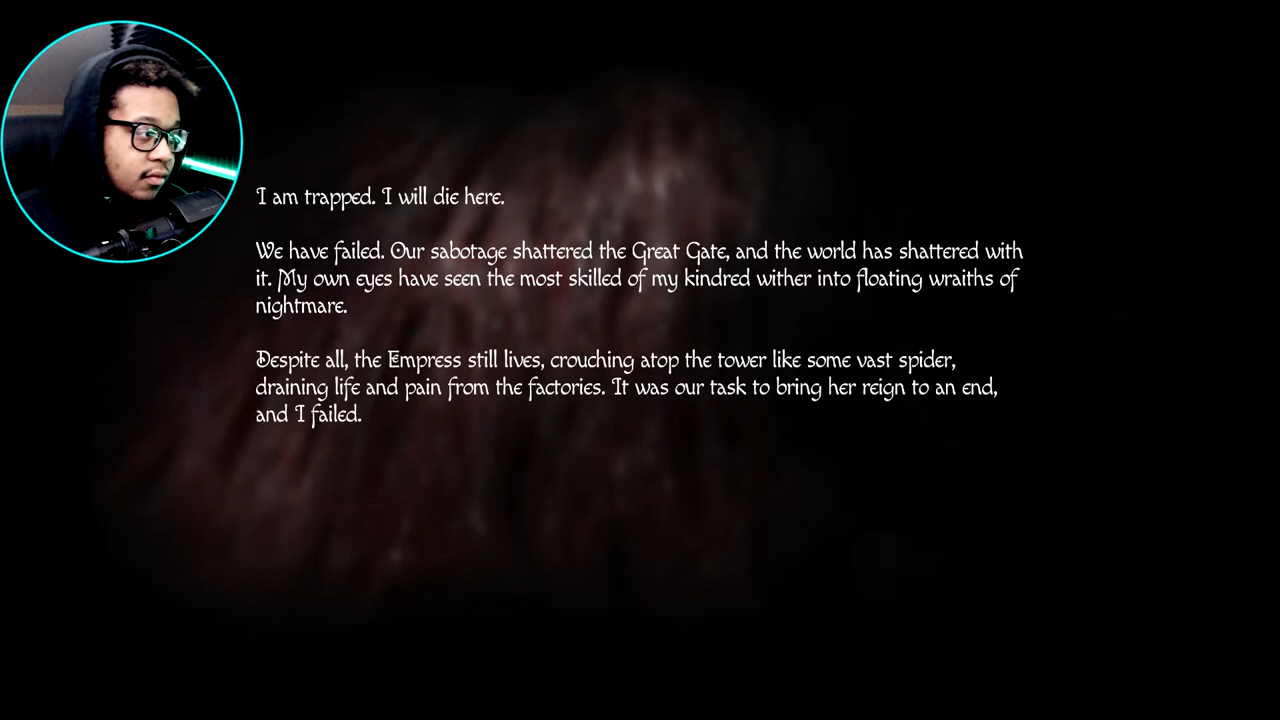 I am trapped. I will die here.
We have failed. Our sabotage shattered the Great Gate, and the world has shattered with
it. My own eyes have seen the most skilled of my kindred wither into floating wraiths of
nightmare.
Despite all, the Empress still lives, crouching atop the tower like some vast spider,
draining life and pain from the factories. It was our task to bring her reign to an end,
and I failed.